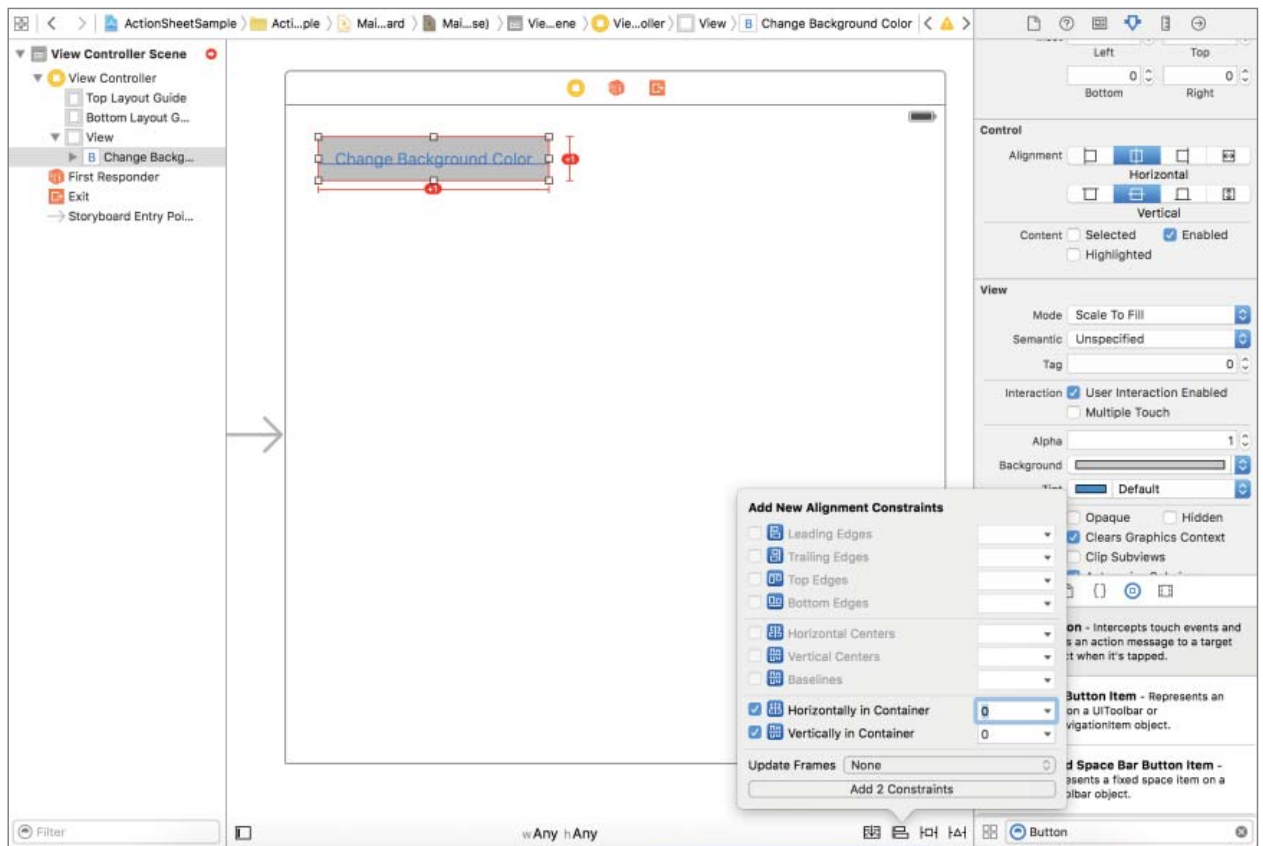 ActionSheetSample
Acti...ple
Mai...ard
Mai...se)
Vie...ene
Vie...oller
View
B Change Background Color
View Controller Scene
View Controller
Top Layout Guide
Bottom Layout G...
View
B Change Backg...
First Responder
Exit
Storyboard Entry Poi...
Filter
Change Background Color
+1
+1
wAny hAny
Left Top
0 0
Bottom Right
Control
Alignment
Horizontal
Vertical
Content Selected Enabled
Highlighted
View
Mode Scale To Fill
Semantic Unspecified
Tag 0
Interaction User Interaction Enabled
Multiple Touch
Alpha 1
Background
Default
Opaque Hidden
Clears Graphics Context
Clip Subviews
Add New Alignment Constraints
Leading Edges
Trailing Edges
Top Edges
Bottom Edges
Horizontal Centers
Vertical Centers
Baselines
Horizontally in Container 0
Vertically in Container 0
Update Frames None
Add 2 Constraints
{}
on - Intercepts touch events and
s an action message to a target
ct when it's tapped.
Button Item - Represents an
on a UIToolbar or
vigationItem object.
d Space Bar Button Item -
esents a fixed space item on a
olbar object.
Button